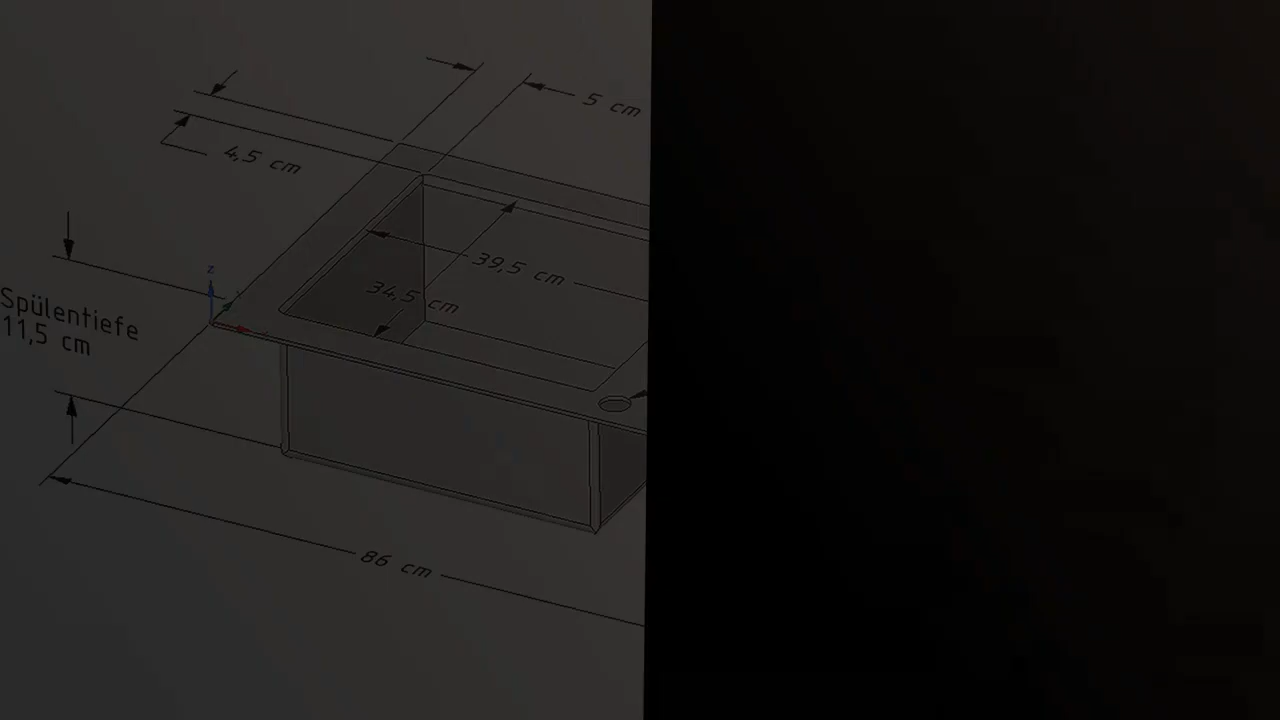 5 cm
4,5 cm
39,5 cm
34,5 cm
z
Spülentiefe
11,5 cm
86 cm